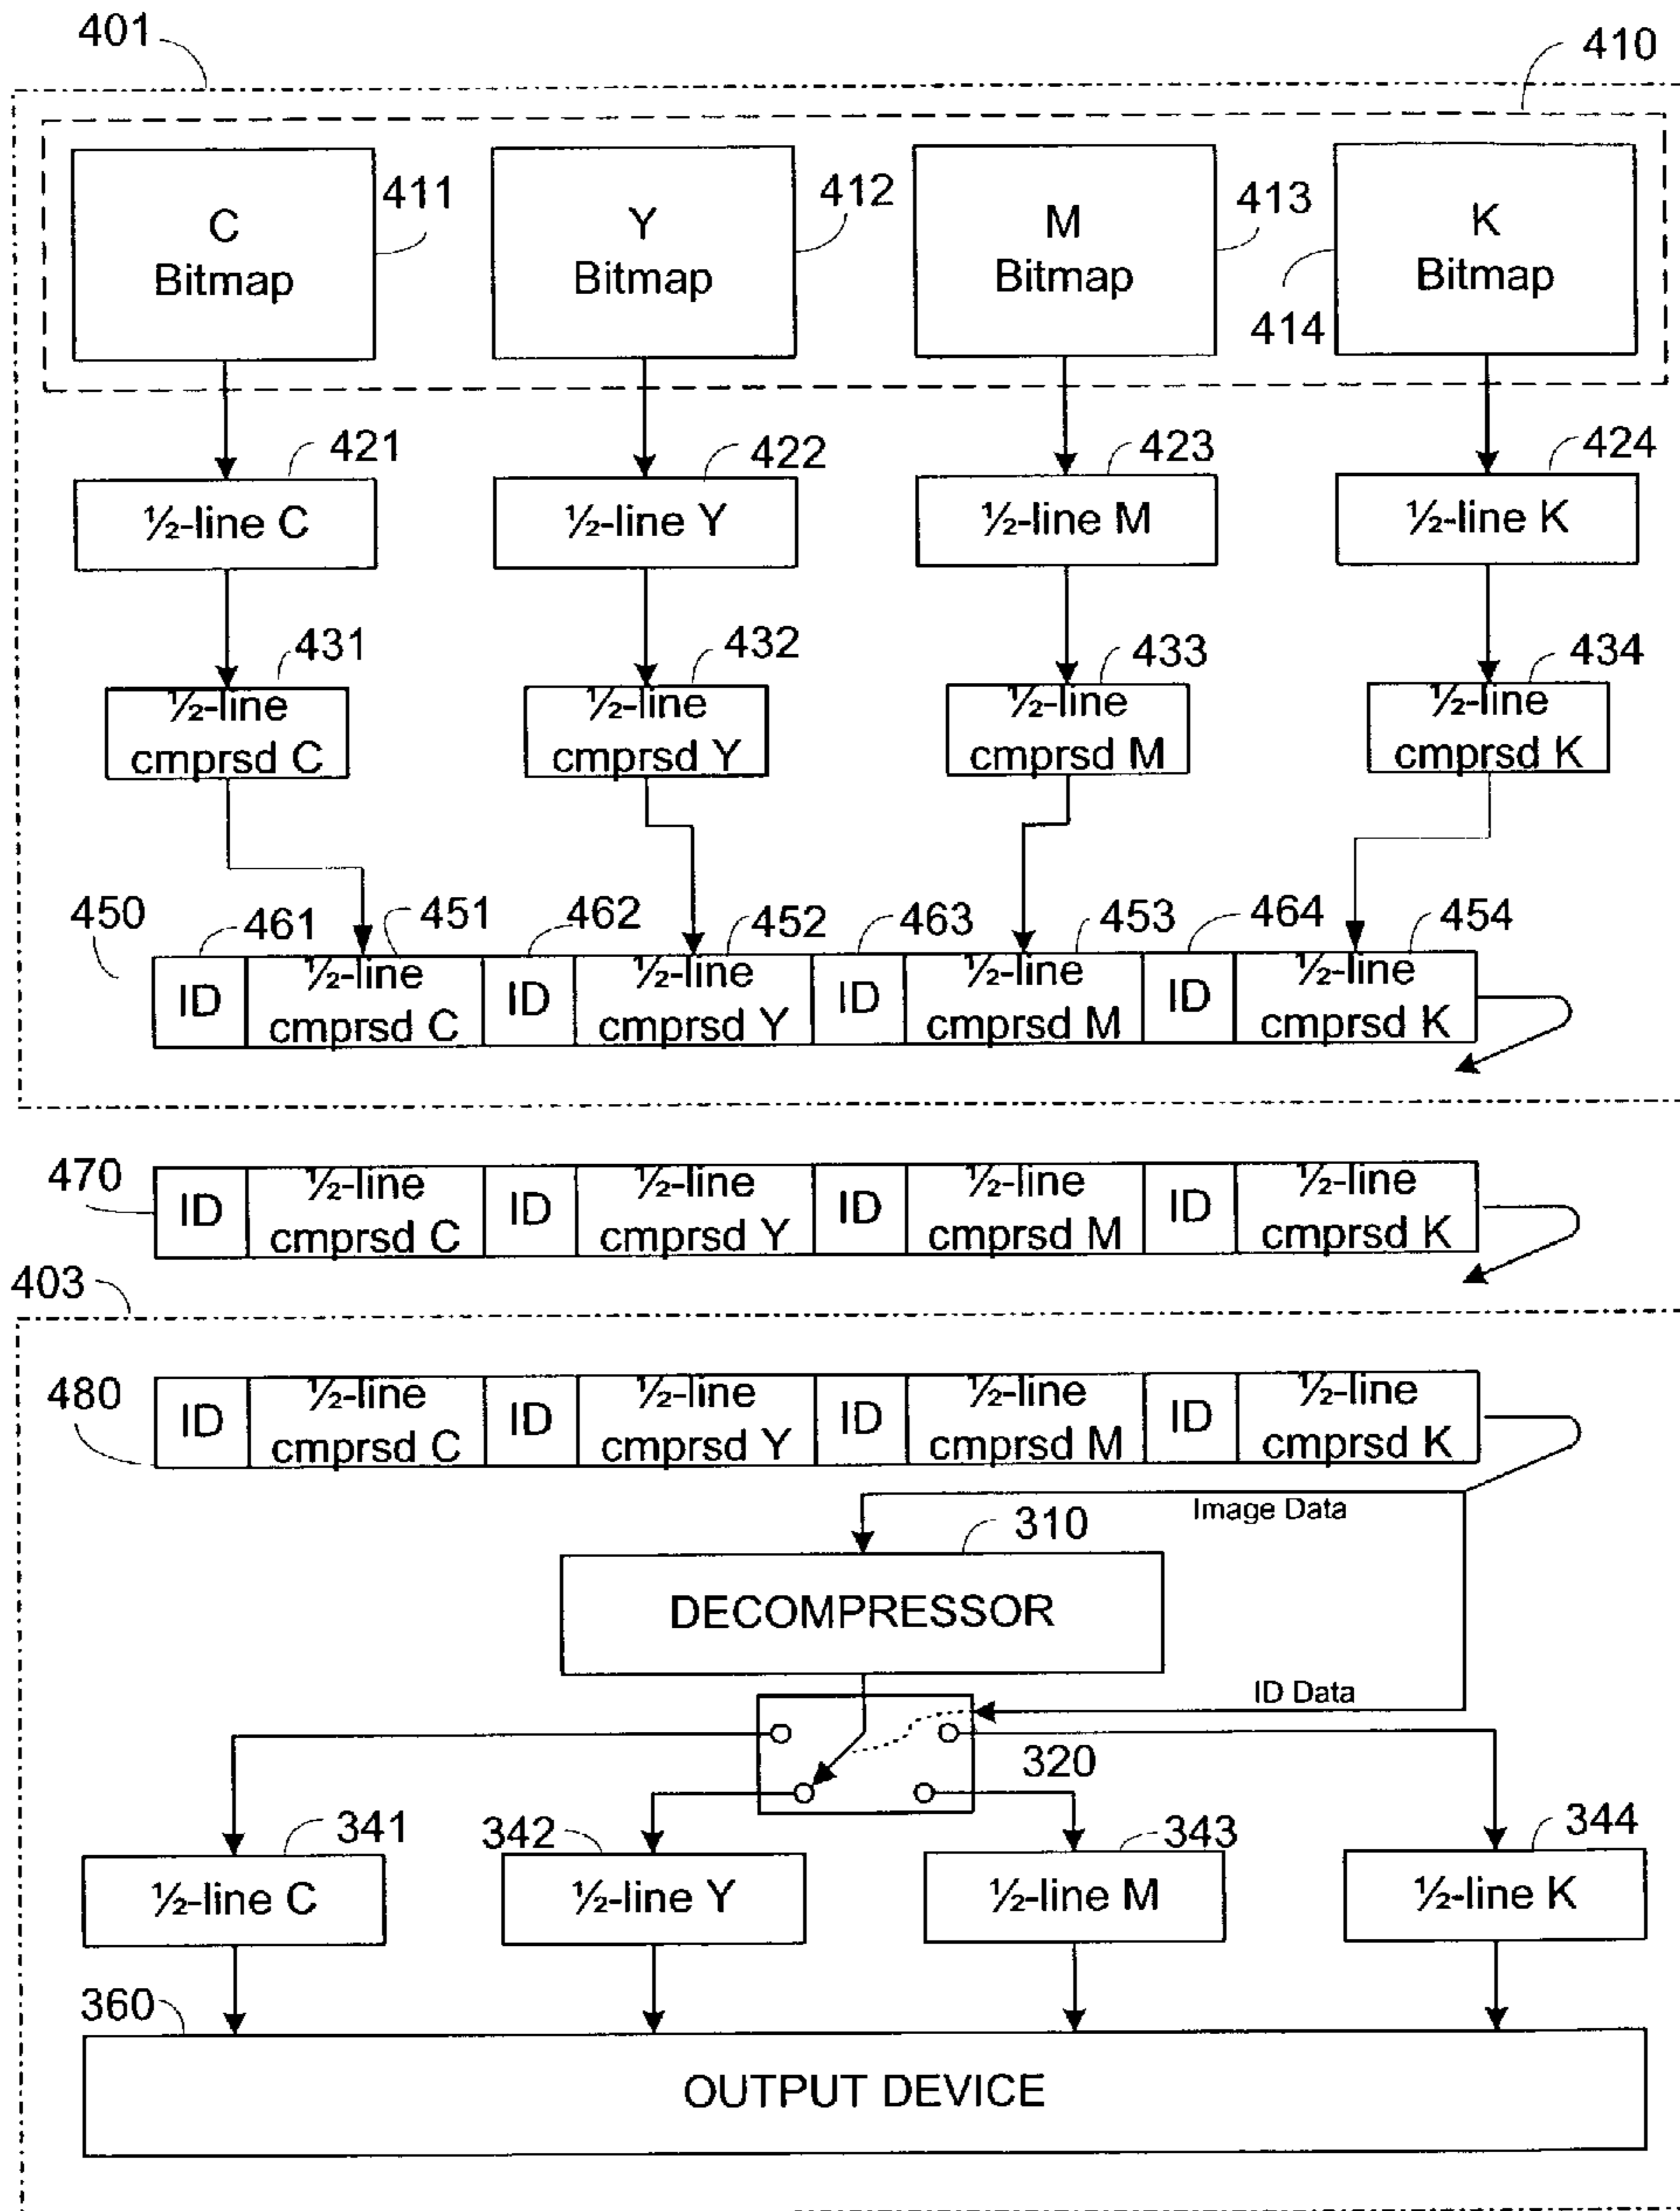 401
410
C
Bitmap
411
Y
Bitmap
412
M
Bitmap
413
K
Bitmap
414
421
422
423
424
½-line C
½-line Y
½-line M
½-line K
431
432
433
434
½-line
cmprsd C
½-line
cmprsd Y
½-line
cmprsd M
½-line
cmprsd K
450
461
451
462
452
463
453
464
454
ID
½-line
cmprsd C
ID
½-line
cmprsd Y
ID
½-line
cmprsd M
ID
½-line
cmprsd K
470
ID
½-line
cmprsd C
ID
½-line
cmprsd Y
ID
½-line
cmprsd M
ID
½-line
cmprsd K
403
480
ID
½-line
cmprsd C
ID
½-line
cmprsd Y
ID
½-line
cmprsd M
ID
½-line
cmprsd K
Image Data
310
DECOMPRESSOR
ID Data
320
341
342
343
344
½-line C
½-line Y
½-line M
½-line K
360
OUTPUT DEVICE